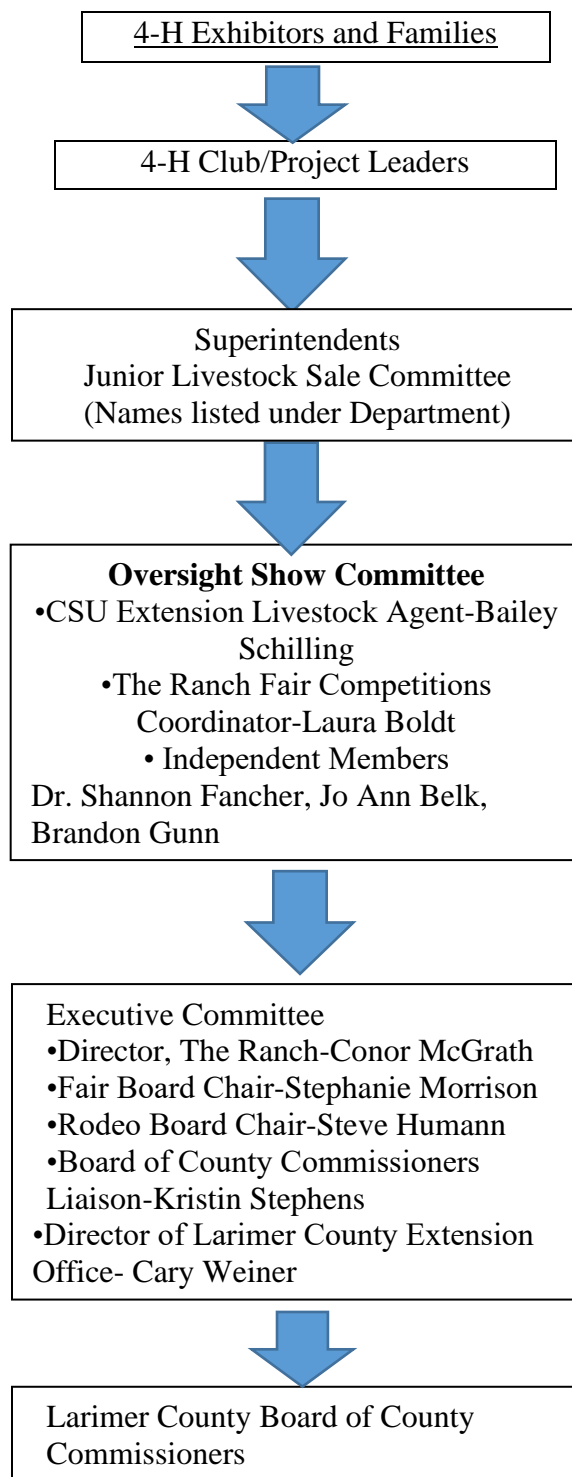 4-H Exhibitors and Families
4-H Club/Project Leaders
Superintendents
Junior Livestock Sale Committee
(Names listed under Department)
Oversight Show Committee
•CSU Extension Livestock Agent-Bailey
Schilling
•The Ranch Fair Competitions
Coordinator-Laura Boldt
• Independent Members
Dr. Shannon Fancher, Jo Ann Belk,
Brandon Gunn
Executive Committee
•Director, The Ranch-Conor McGrath
•Fair Board Chair-Stephanie Morrison
•Rodeo Board Chair-Steve Humann
•Board of County Commissioners
Liaison-Kristin Stephens
•Director of Larimer County Extension
Office- Cary Weiner
Larimer County Board of County
Commissioners